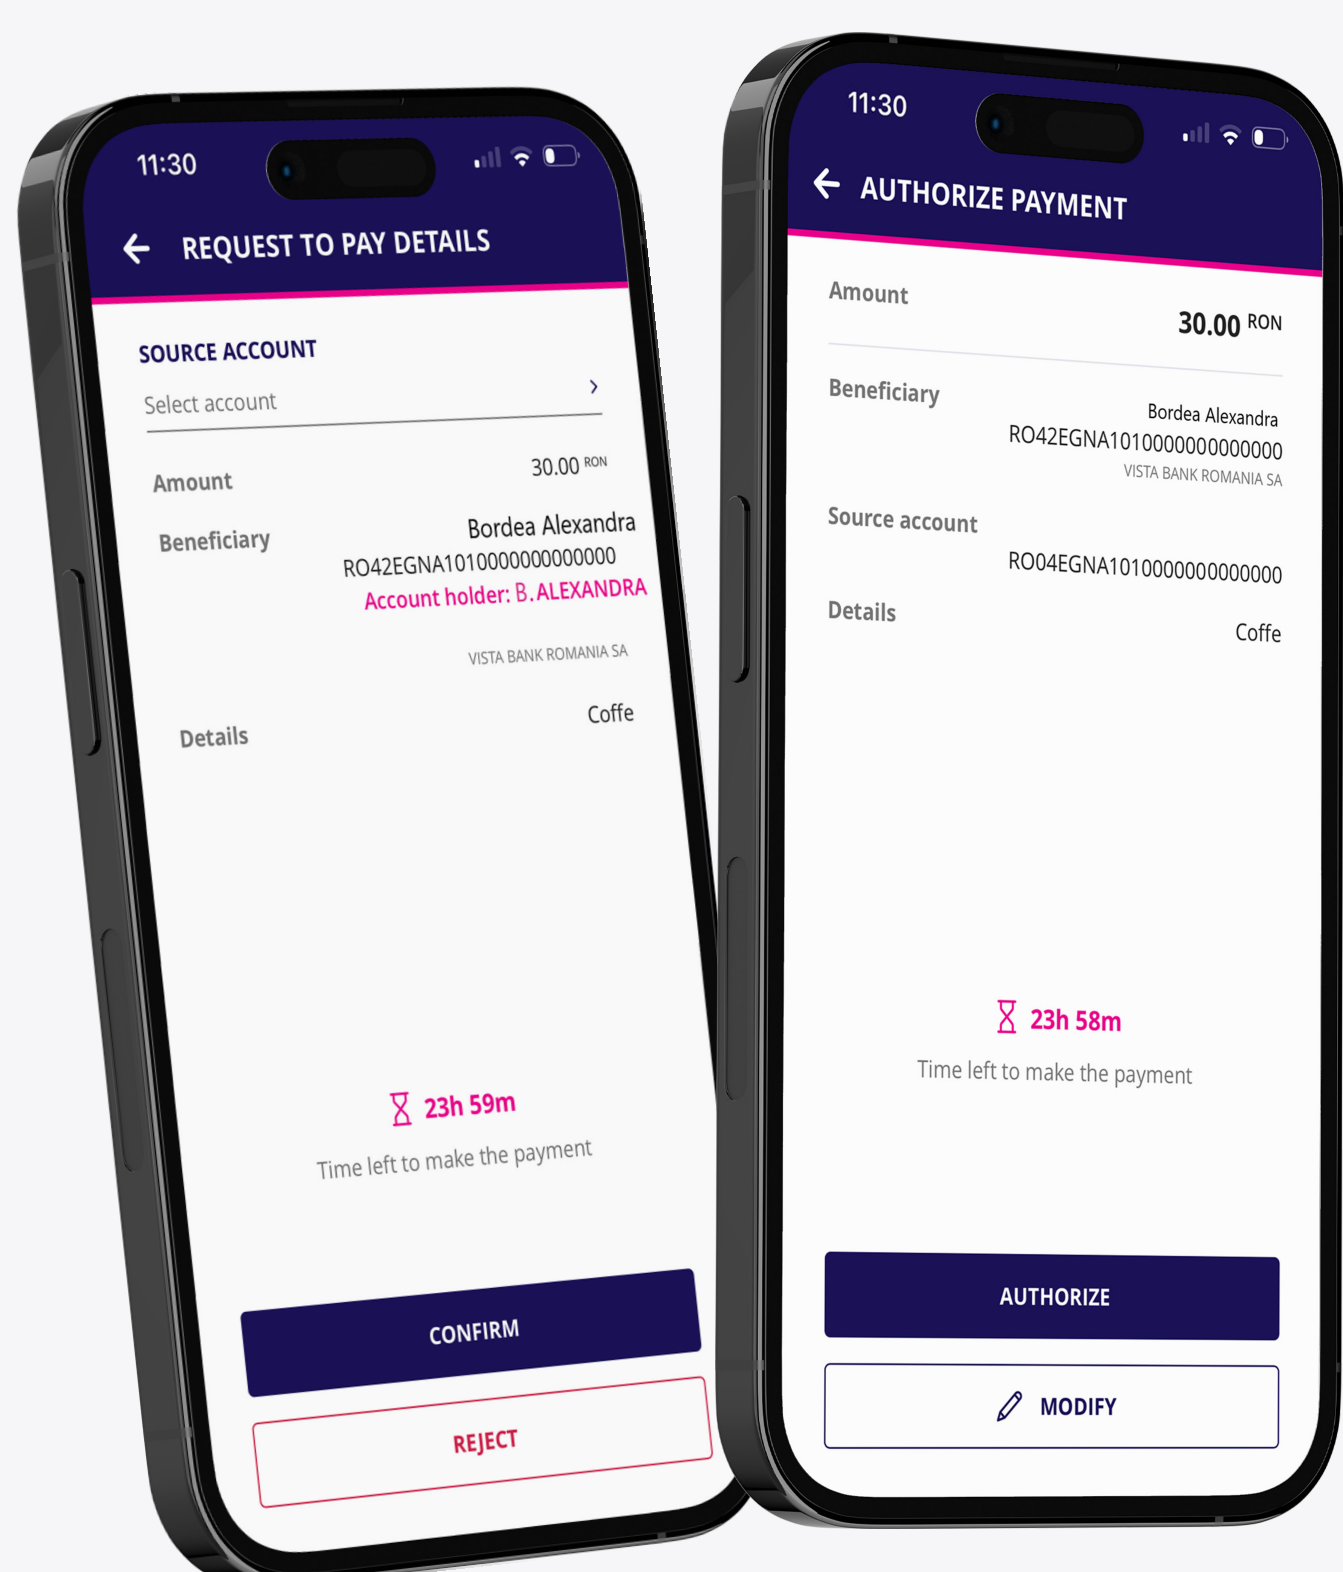 11:30
REQUEST TO PAY DETAILS
SOURCE ACCOUNT
Select account
Amount
30.00 RON
Beneficiary
Bordea Alexandra
RO42EGNA1010000000000000
Account holder: B.ALEXANDRA
VISTA BANK ROMANIA SA
Details
Coffe
23h 59m
Time left to make the payment
CONFIRM
REJECT
11:30
AUTHORIZE PAYMENT
Amount
30.00 RON
Beneficiary
Bordea Alexandra
RO42EGNA1010000000000000
VISTA BANK ROMANIA SA
Source account
RO04EGNA1010000000000000
Details
Coffe
23h 58m
Time left to make the payment
AUTHORIZE
MODIFY